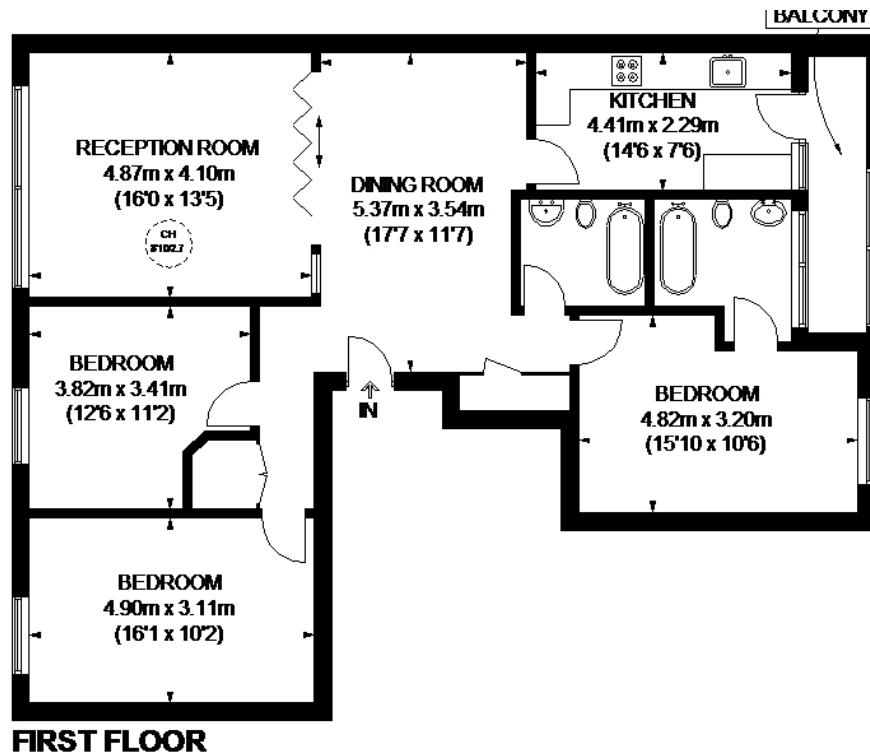 BALCONY
RECEPTION ROOM
4.87m x 4.10m
(16'0 x 13'5)
CH
DINING ROOM
5.37m x 3.54m
(17'7 x 11'7)
KITCHEN
4.41m x 2.29m
(14'6 x 7'6)
BEDROOM
3.82m x 3.41m
(12'6 x 11'2)
IN
BEDROOM
4.82m x 3.20m
(15'10 x 10'6)
BEDROOM
4.90m x 3.11m
(16'1 x 10'2)
FIRST FLOOR